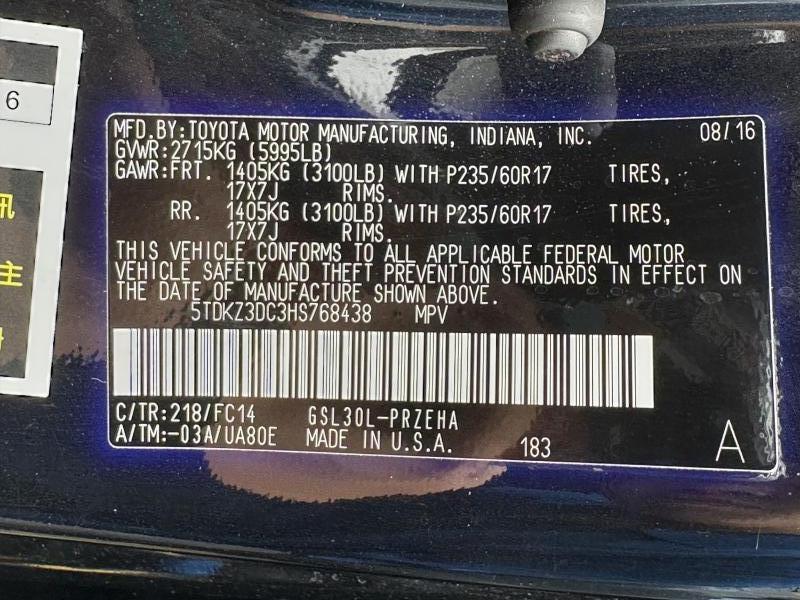 6
訊
主
MFD.BY:TOYOTA MOTOR MANUFACTURING, INDIANA, INC. 08/16
GVWR:2715KG (5995LB)
GAWR:FRT. 1405KG (3100LB) WITH P235/60R17 TIRES,
17X7J RIMS.
RR. 1405KG (3100LB) WITH P235/60R17 TIRES,
17X7J RIMS.
THIS VEHICLE CONFORMS TO ALL APPLICABLE FEDERAL MOTOR
VEHICLE SAFETY AND THEFT PREVENTION STANDARDS IN EFFECT ON
THE DATE OF MANUFACTURE SHOWN ABOVE.
5TDKZ3DC3HS768438 MPV
C/TR:218/FC14 GSL30L-PRZEHA
A/TM:-03A/UA80E MADE IN U.S.A. 183 A